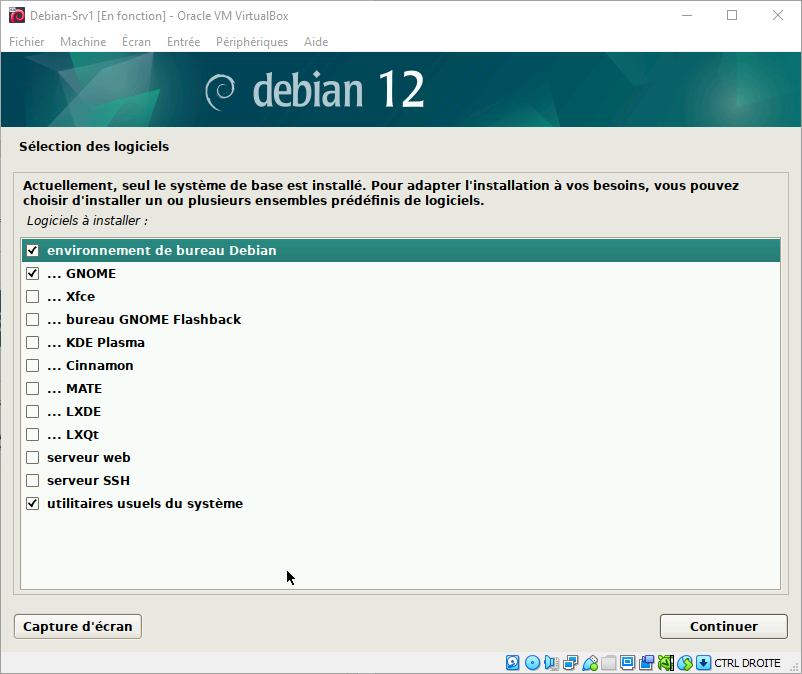 Debian-Srv1 [En fonction] - Oracle VM VirtualBox
Fichier Machine Écran Entrée Périphériques Aide
debian 12
Sélection des logiciels
Actuellement, seul le système de base est installé. Pour adapter l'installation à vos besoins, vous pouvez
choisir d'installer un ou plusieurs ensembles prédéfinis de logiciels.
Logiciels à installer :
environnement de bureau Debian
... GNOME
... Xfce
... bureau GNOME Flashback
... KDE Plasma
... Cinnamon
... MATE
... LXDE
... LXQt
serveur web
serveur SSH
utilitaires usuels du système
Capture d'écran Continuer
CTRL DROITE